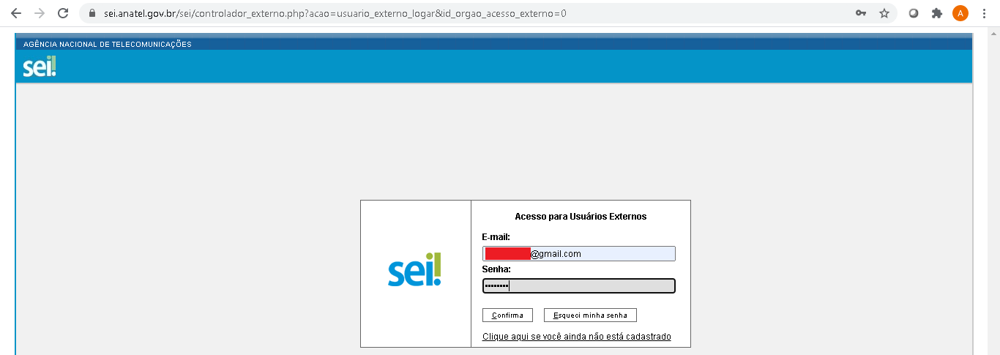 sei.anatel.gov.br/sei/controlador_externo.php?acao=usuario_externo_logar&id_orgao_acesso_externo=0
A
AGÊNCIA NACIONAL DE TELECOMUNICAÇÕES
sei!
Acesso para Usuários Externos
E-mail:
@gmail.com
sei!
Senha:
••••••••
Confirma Esqueci minha senha
Clique aqui se você ainda não está cadastrado